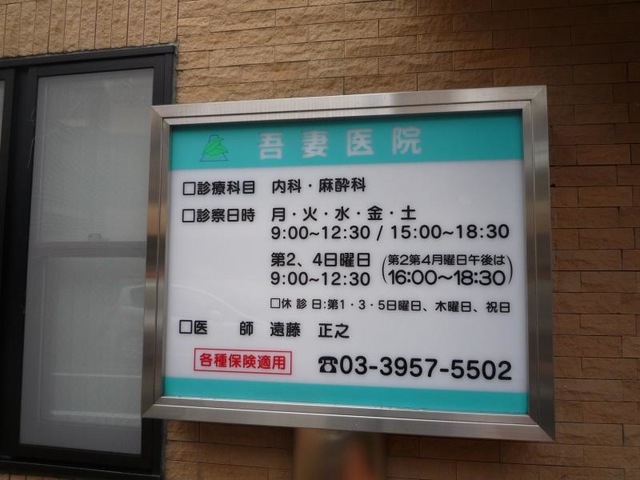 吾妻医院
□診療科目 内科・麻酔科
□診察日時 月・火・水・金・土
9:00~12:30 / 15:00~18:30
第2、4日曜日 (第2第4月曜日午後は
9:00~12:30 16:00~18:30)
□休診日:第1・3・5日曜日、木曜日、祝日
□医 師 遠藤 正之
各種保険適用 ☎03-3957-5502